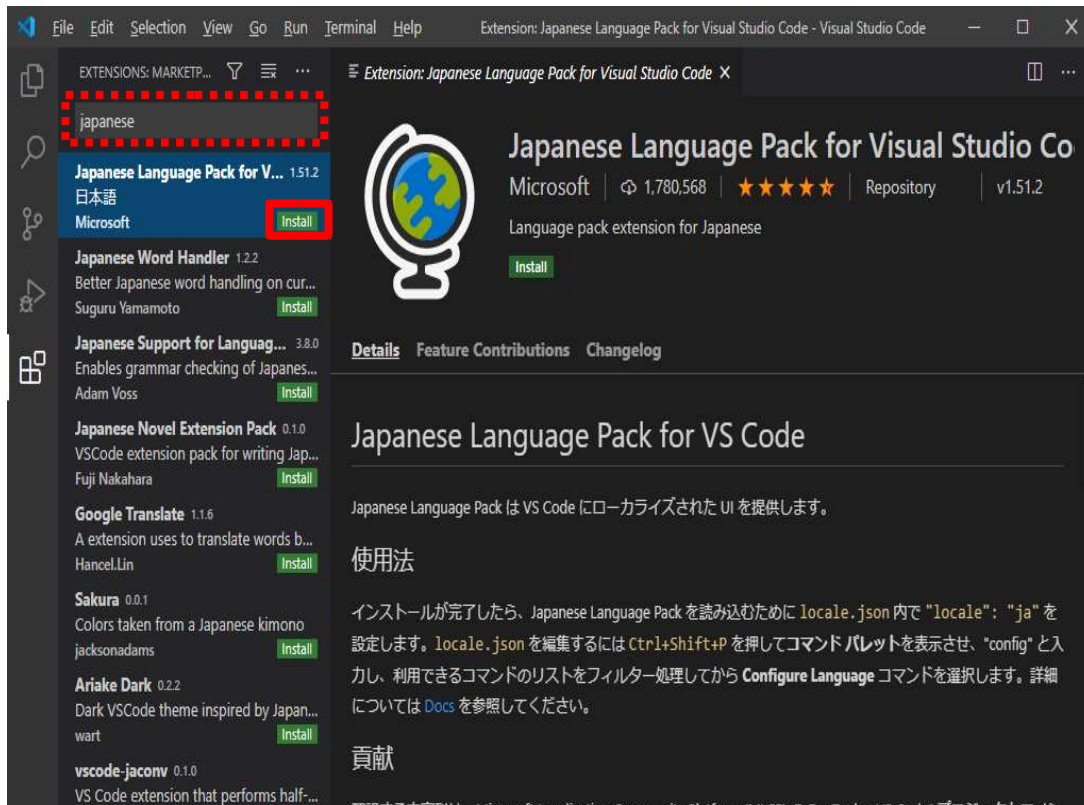 File Edit Selection View Go Run Terminal Help
Extension: Japanese Language Pack for Visual Studio Code - Visual Studio Code
EXTENSIONS: MARKETP...
japanese
Japanese Language Pack for V... 1.51.2
日本語
Microsoft Install
Japanese Word Handler 1.2.2
Better Japanese word handling on cur...
Suguru Yamamoto Install
Japanese Support for Languag... 3.8.0
Enables grammar checking of Japanes...
Adam Voss Install
Japanese Novel Extension Pack 0.1.0
VSCode extension pack for writing Jap...
Fuji Nakahara Install
Google Translate 1.1.6
A extension uses to translate words b...
Hancel.Lin Install
Sakura 0.0.1
Colors taken from a Japanese kimono
jacksonadams Install
Ariake Dark 0.2.2
Dark VSCode theme inspired by Japan...
wart Install
vscode-jaconv 0.1.0
VS Code extension that performs half-...
Extension: Japanese Language Pack for Visual Studio Code
Japanese Language Pack for Visual Studio Co
Microsoft 1,780,568 Repository v1.51.2
Language pack extension for Japanese
Install
Details Feature Contributions Changelog
Japanese Language Pack for VS Code
Japanese Language Pack は VS Code にローカライズされた UI を提供します。
使用法
インストールが完了したら、Japanese Language Pack を読み込むために locale.json 内で "locale": "ja" を
設定します。locale.json を編集するには Ctrl+Shift+P を押してコマンド パレットを表示させ、"config" と入
力し、利用できるコマンドのリストをフィルター処理してから Configure Language コマンドを選択します。詳細
については Docs を参照してください。
貢献